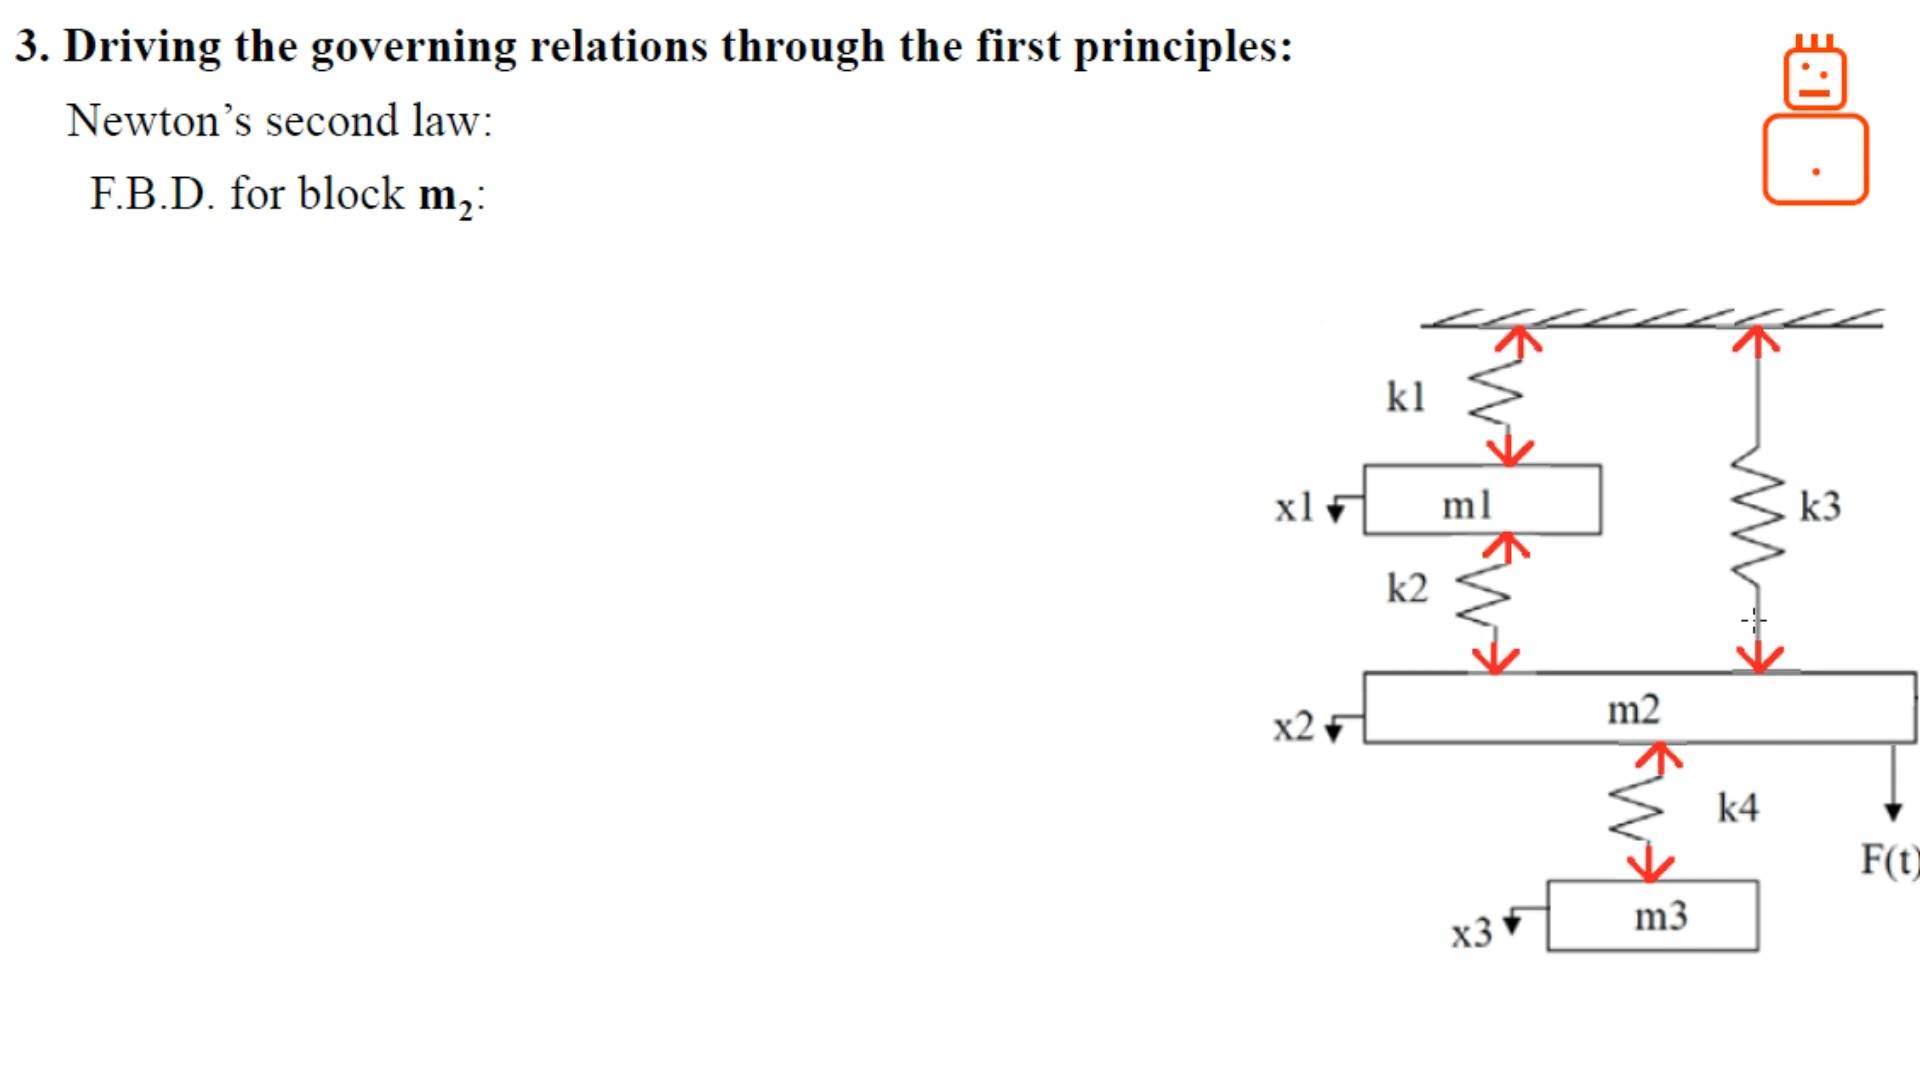 3. Driving the governing relations through the first principles:
Newton’s second law:
F.B.D. for block m₂:
k1
x1
m1
k3
k2
m2
x2
k4
F(t)
x3
m3